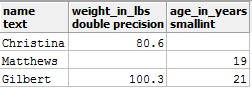 name weight_in_lbs age_in_years
text double precision smallint
Christina 80.6
Matthews 19
Gilbert 100.3 21